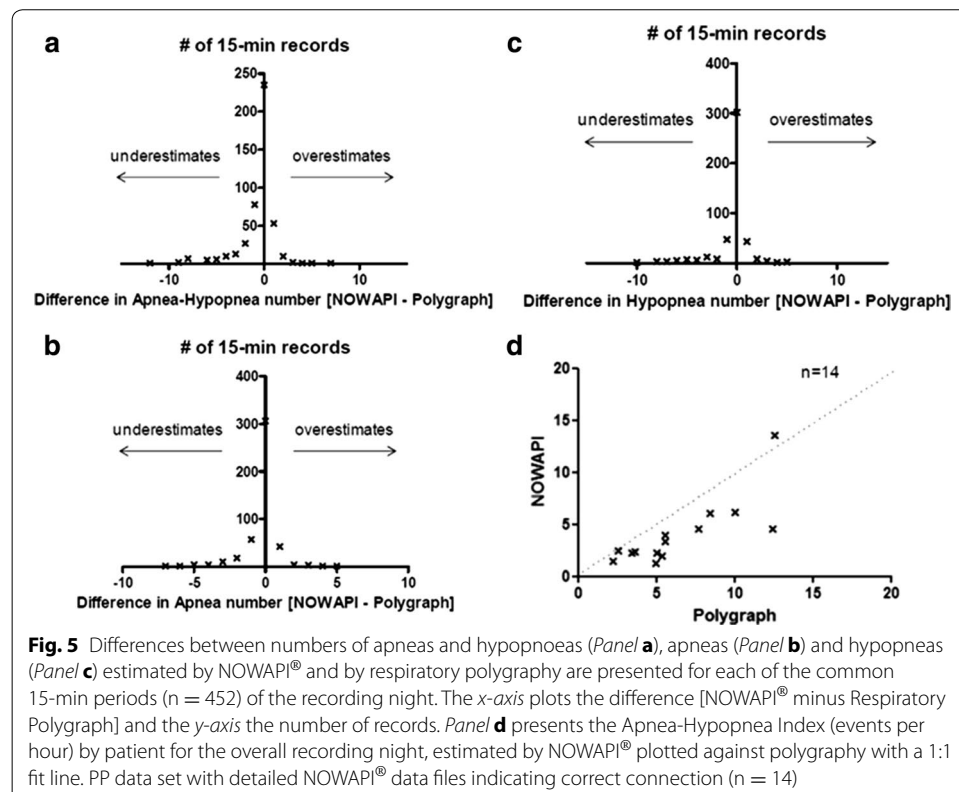 a
# of 15-min records
250
200
150
100
50
underestimates
overestimates
-10
0
10
Difference in Apnea-Hypopnea number [NOWAPI - Polygraph]
c
# of 15-min records
400
300
200
100
underestimates
overestimates
-10
0
10
Difference in Hypopnea number [NOWAPI - Polygraph]
b
# of 15-min records
400
300
200
100
underestimates
overestimates
-10
-5
0
5
10
Difference in Apnea number [NOWAPI - Polygraph]
d
n=14
20
15
10
5
0
NOWAPI
0
5
10
15
20
Polygraph
Fig. 5 Differences between numbers of apneas and hypopnoeas (Panel a), apneas (Panel b) and hypopneas
(Panel c) estimated by NOWAPI® and by respiratory polygraphy are presented for each of the common
15-min periods (n = 452) of the recording night. The x-axis plots the difference [NOWAPI® minus Respiratory
Polygraph] and the y-axis the number of records. Panel d presents the Apnea-Hypopnea Index (events per
hour) by patient for the overall recording night, estimated by NOWAPI® plotted against polygraphy with a 1:1
fit line. PP data set with detailed NOWAPI® data files indicating correct connection (n = 14)